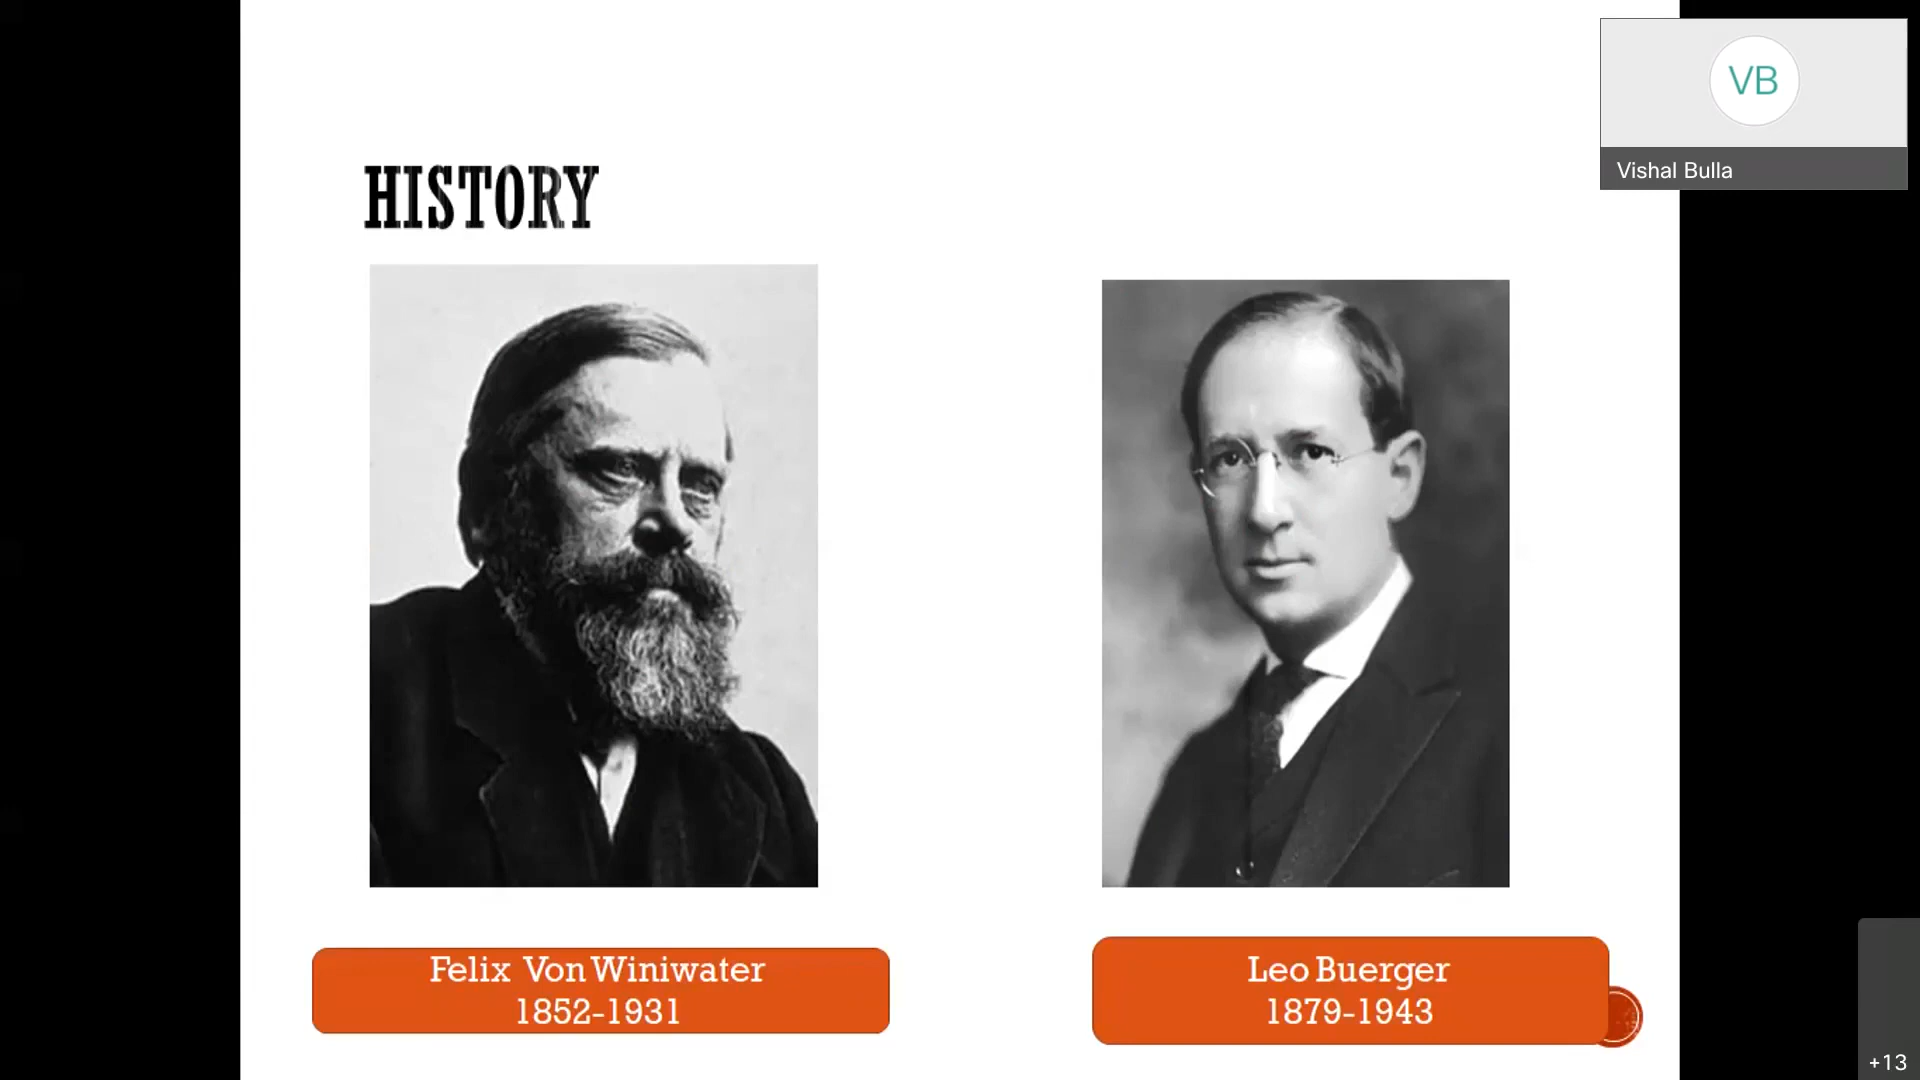 VB
Vishal Bulla
HISTORY
Felix Von Winiwater
1852-1931
Leo Buerger
1879-1943
+13